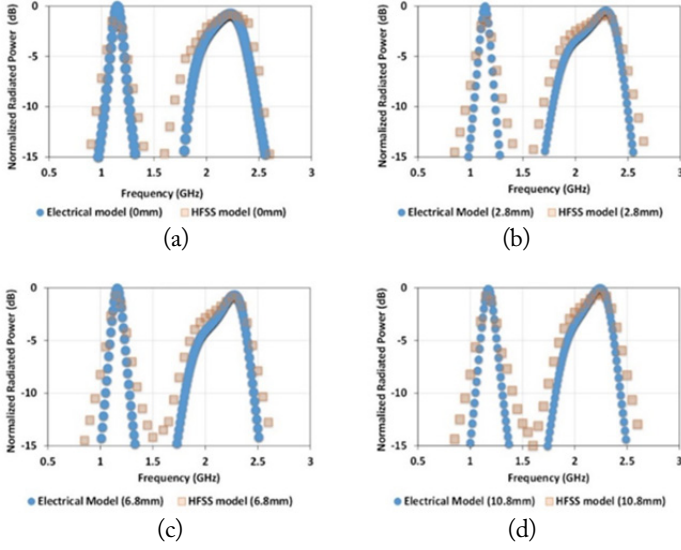 Normalized Radiated Power (dB)
0
-5
-10
-15
0.5 1 1.5 2 2.5 3
Frequency (GHz)
Electrical model (0mm) HFSS model (0mm)
(a)
Normalized Radiated Power (dB)
0
-5
-10
-15
0.5 1 1.5 2 2.5 3
Frequency (GHz)
Electrical Model (2.8mm) HFSS model (2.8mm)
(b)
Normalized Radiated Power (dB)
0
-5
-10
-15
0.5 1 1.5 2 2.5 3
Frequency (GHz)
Electrical Model (6.8mm) HFSS model (6.8mm)
(c)
Normalized Radiated Power (dB)
0
-5
-10
-15
0.5 1 1.5 2 2.5 3
Frequency (GHz)
Electrical Model (10.8mm) HFSS model (10.8mm)
(d)